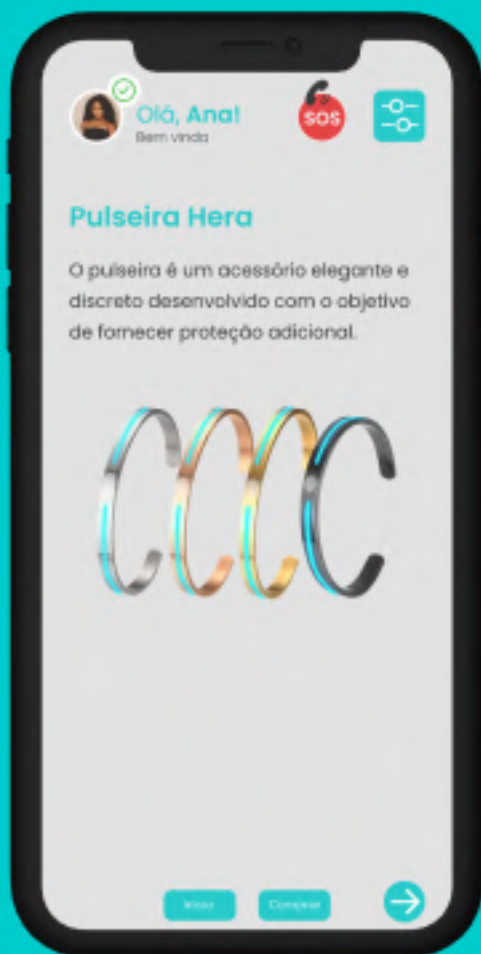 Olá, Ana!
Bem vinda
SOS
Pulseira Hera
O pulseira é um acessório elegante e
discreto desenvolvido com o objetivo
de fornecer proteção adicional.
Início
Comprar